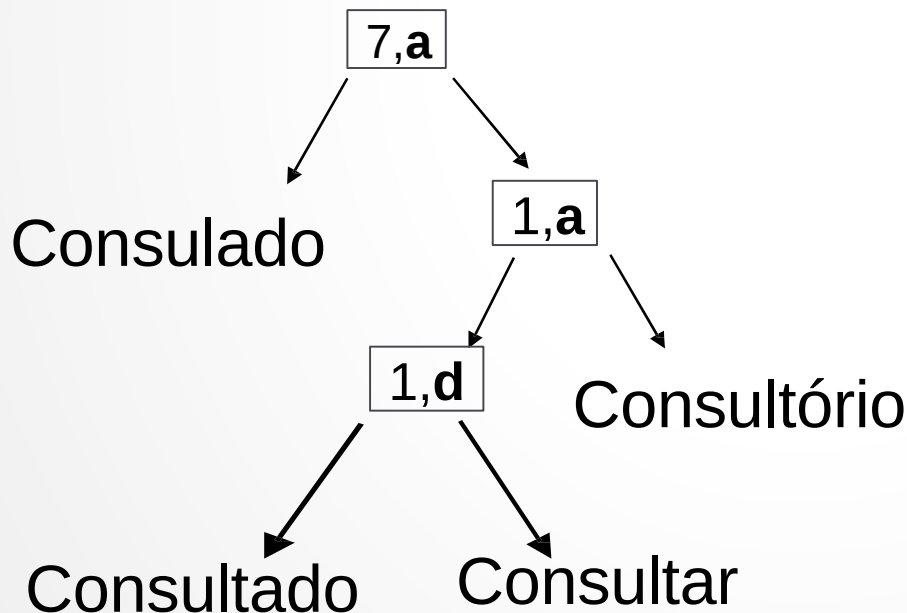 7,a
1,a
Consulado
1,d
Consultório
Consultado
Consultar